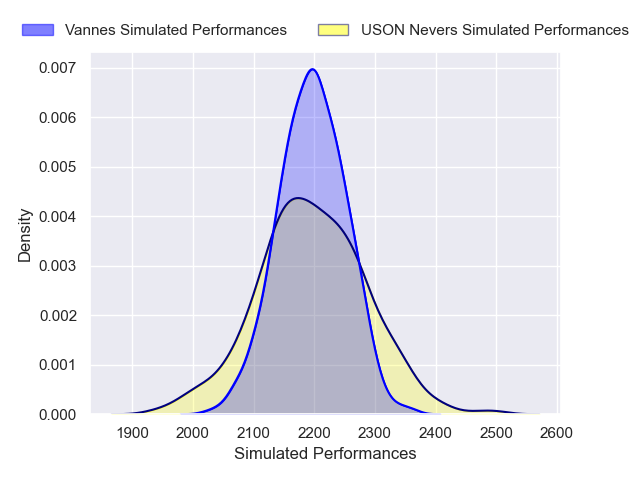 Vannes Simulated Performances
USON Nevers Simulated Performances
0.007
0.006
0.005
0.004
0.003
0.002
0.001
0.000
Density
1900 2000 2100 2200 2300 2400 2500 2600
Simulated Performances